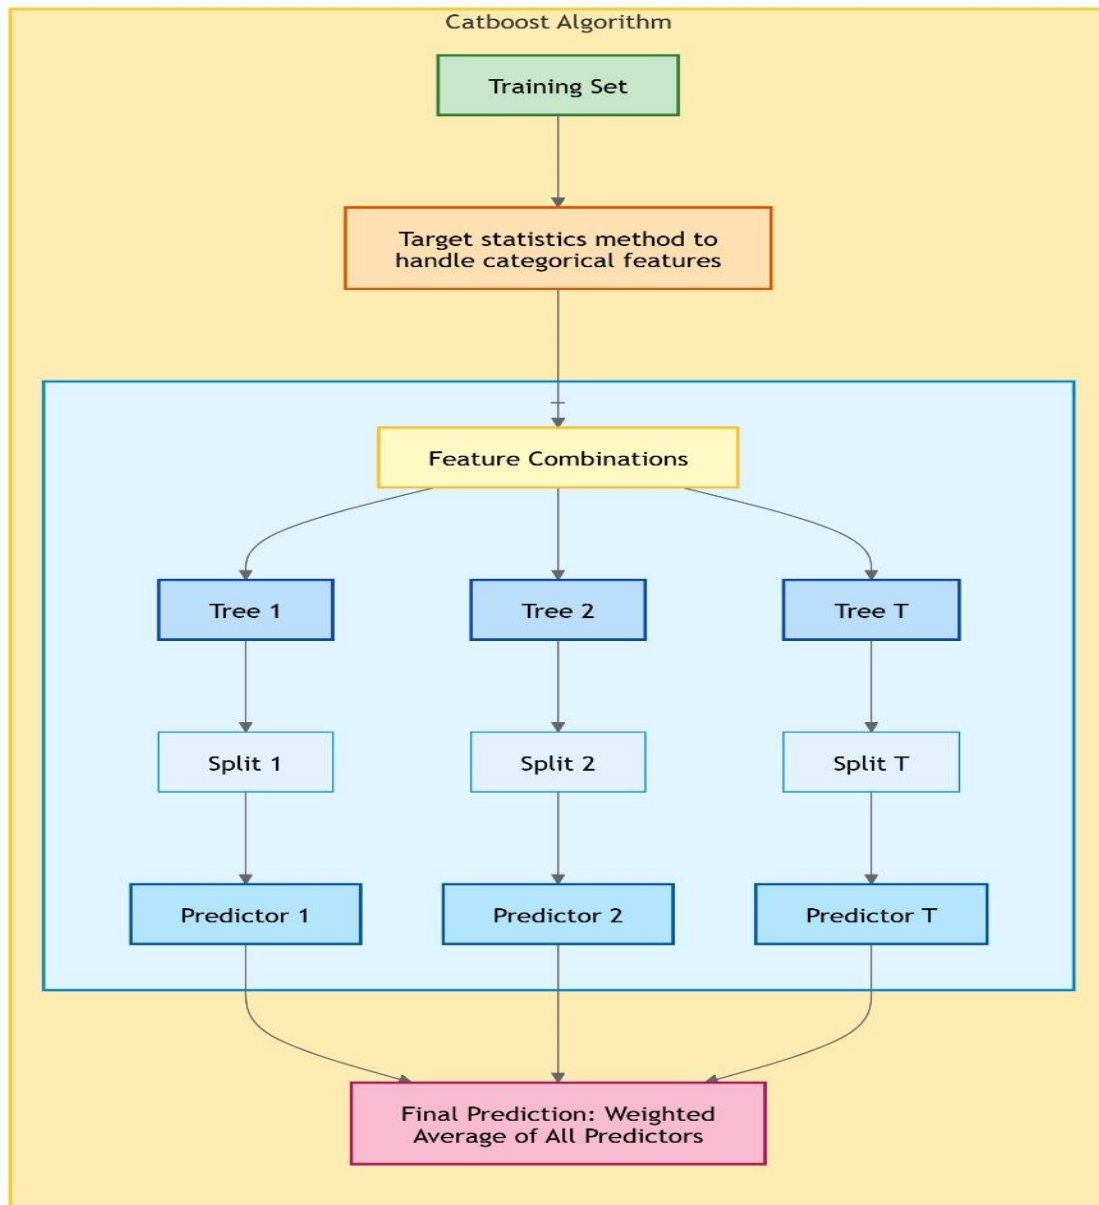 Catboost Algorithm
Training Set
Target statistics method to
handle categorical features
Feature Combinations
Tree 1
Tree 2
Tree T
Split 1
Split 2
Split T
Predictor 1
Predictor 2
Predictor T
Final Prediction: Weighted
Average of All Predictors